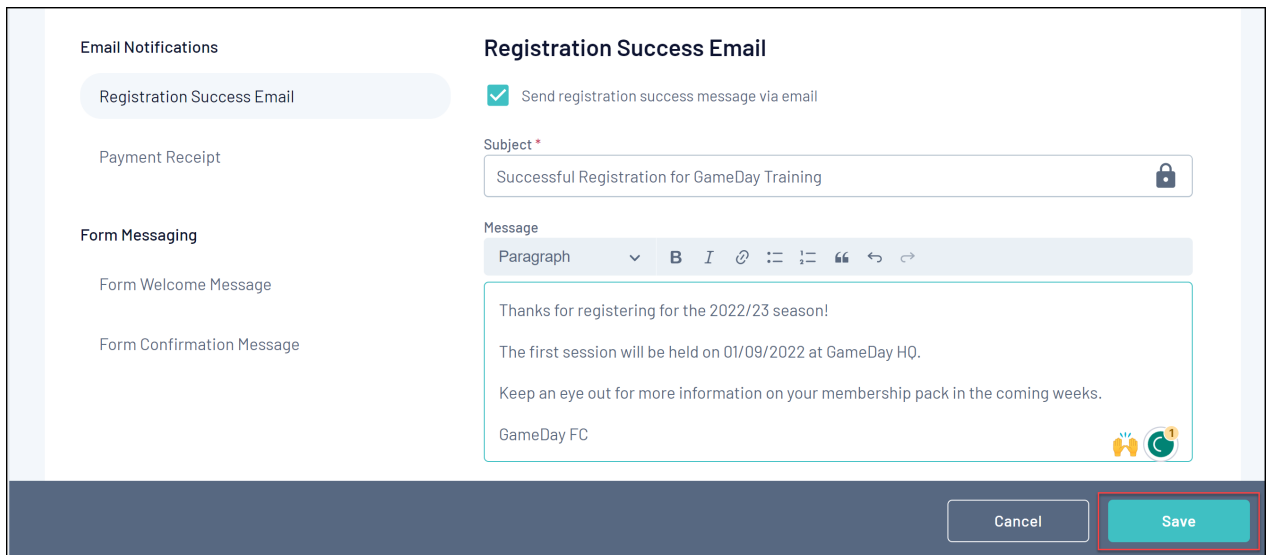 Email Notifications
Registration Success Email
Payment Receipt
Form Messaging
Form Welcome Message
Form Confirmation Message
Registration Success Email
Send registration success message via email
Subject *
Successful Registration for GameDay Training
Message
Paragraph
Thanks for registering for the 2022/23 season!
The first session will be held on 01/09/2022 at GameDay HQ.
Keep an eye out for more information on your membership pack in the coming weeks.
GameDay FC
1
Cancel
Save